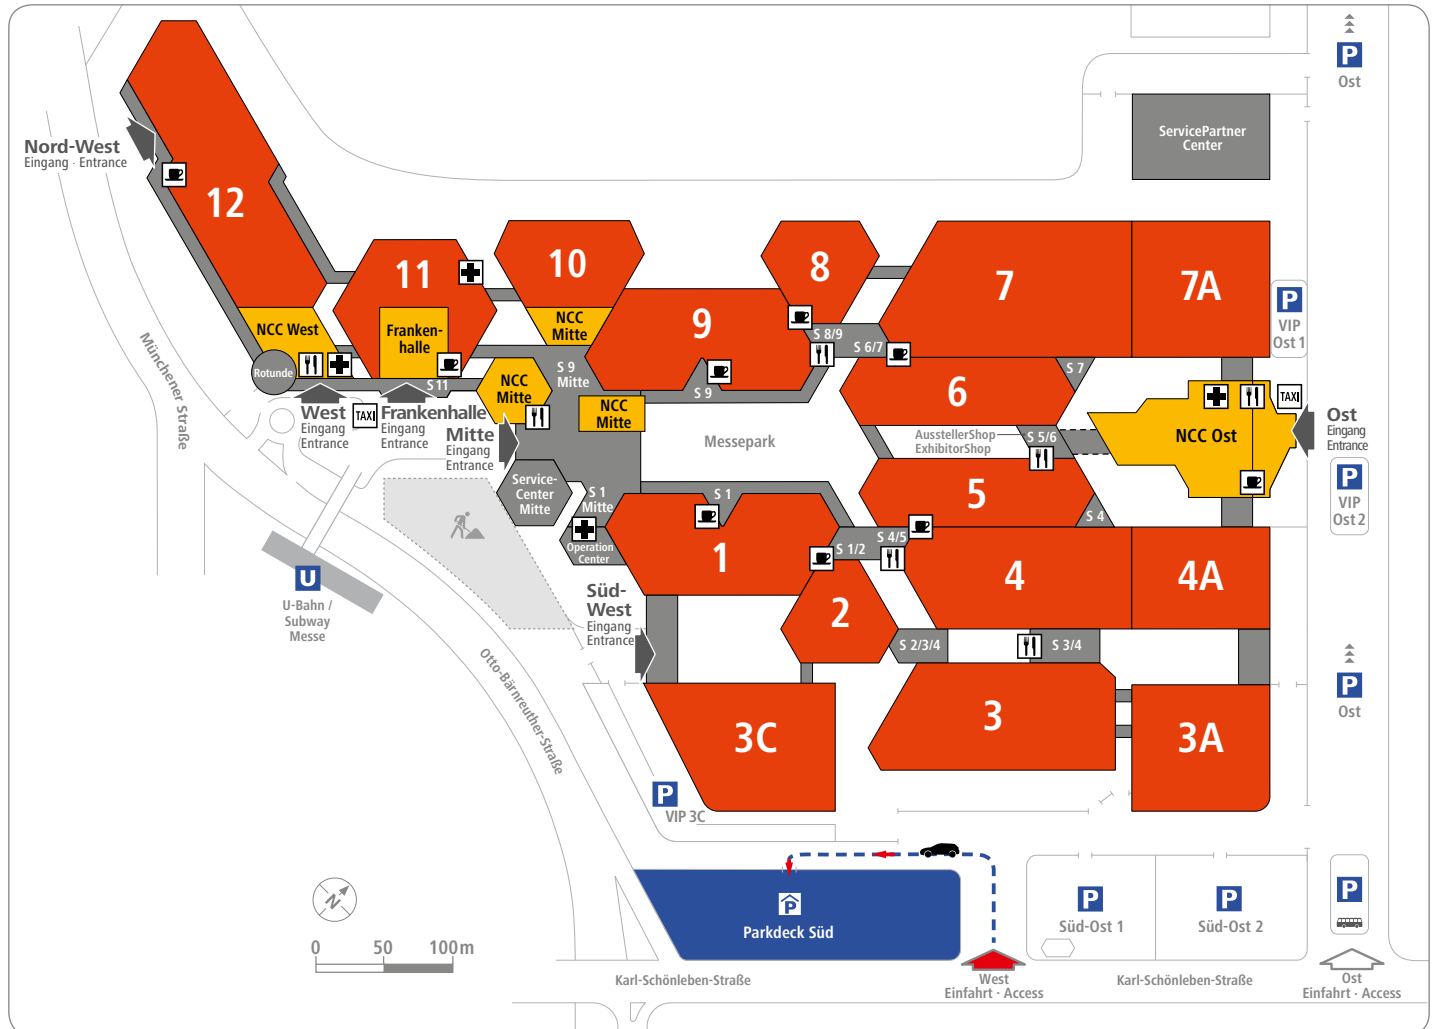 P
Ost
ServicePartner
Center
Nord-West
Eingang · Entrance
12
11
10
9
8
7
7A
P
VIP
Ost 1
NCC West
Franken-
halle
NCC
Mitte
S 8/9
S 6/7
Rotunde
S 11
NCC
Mitte
S 9
Mitte
S 9
NCC
Mitte
6
S 7
Münchener Straße
West
Eingang
Entrance
TAXI
Frankenhalle
Eingang
Entrance
Mitte
Eingang
Entrance
Messepark
AusstellerShop
ExhibitorShop
S 5/6
NCC Ost
TAXI
Ost
Eingang
Entrance
P
VIP
Ost 2
Service-
Center
Mitte
S 1
Mitte
S 1
5
S 4
Operation
Center
1
S 1/2
S 4/5
4
4A
U
U-Bahn /
Subway
Messe
Süd-
West
Eingang
Entrance
2
S 2/3/4
S 3/4
P
Ost
Otto-Bärnreuther-Straße
3C
3
3A
P
VIP 3C
N
0 50 100m
P
Parkdeck Süd
P
Süd-Ost 1
P
Süd-Ost 2
P
Karl-Schönleben-Straße
West
Einfahrt · Access
Karl-Schönleben-Straße
Ost
Einfahrt · Access